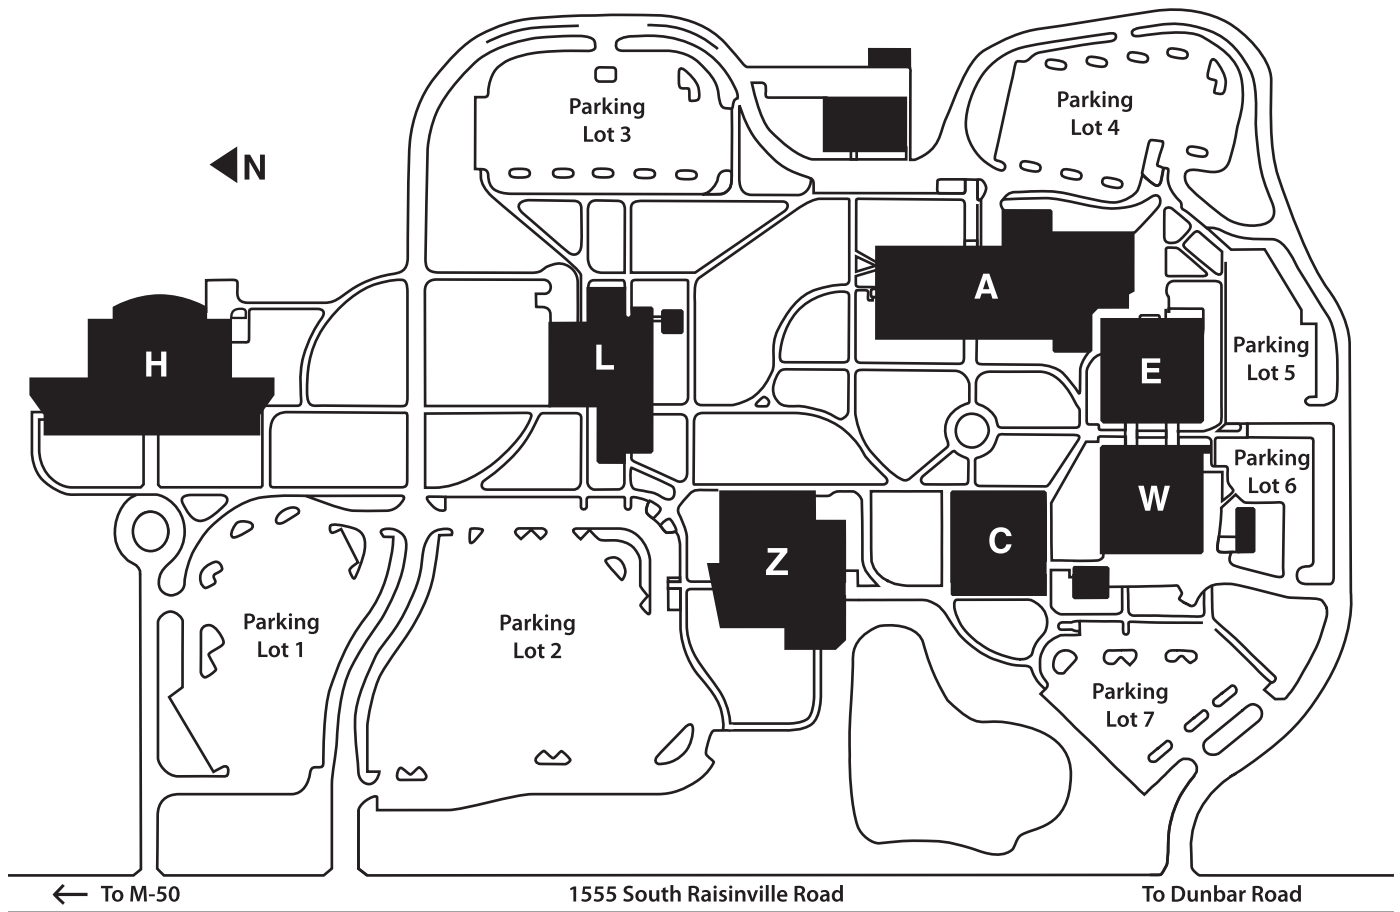 Parking
Lot 3
Parking
Lot 4
N
A
H
L
E
Parking
Lot 5
Parking
Lot 6
W
C
Z
Parking
Lot 1
Parking
Lot 2
Parking
Lot 7
← To M-50
1555 South Raisinville Road
To Dunbar Road